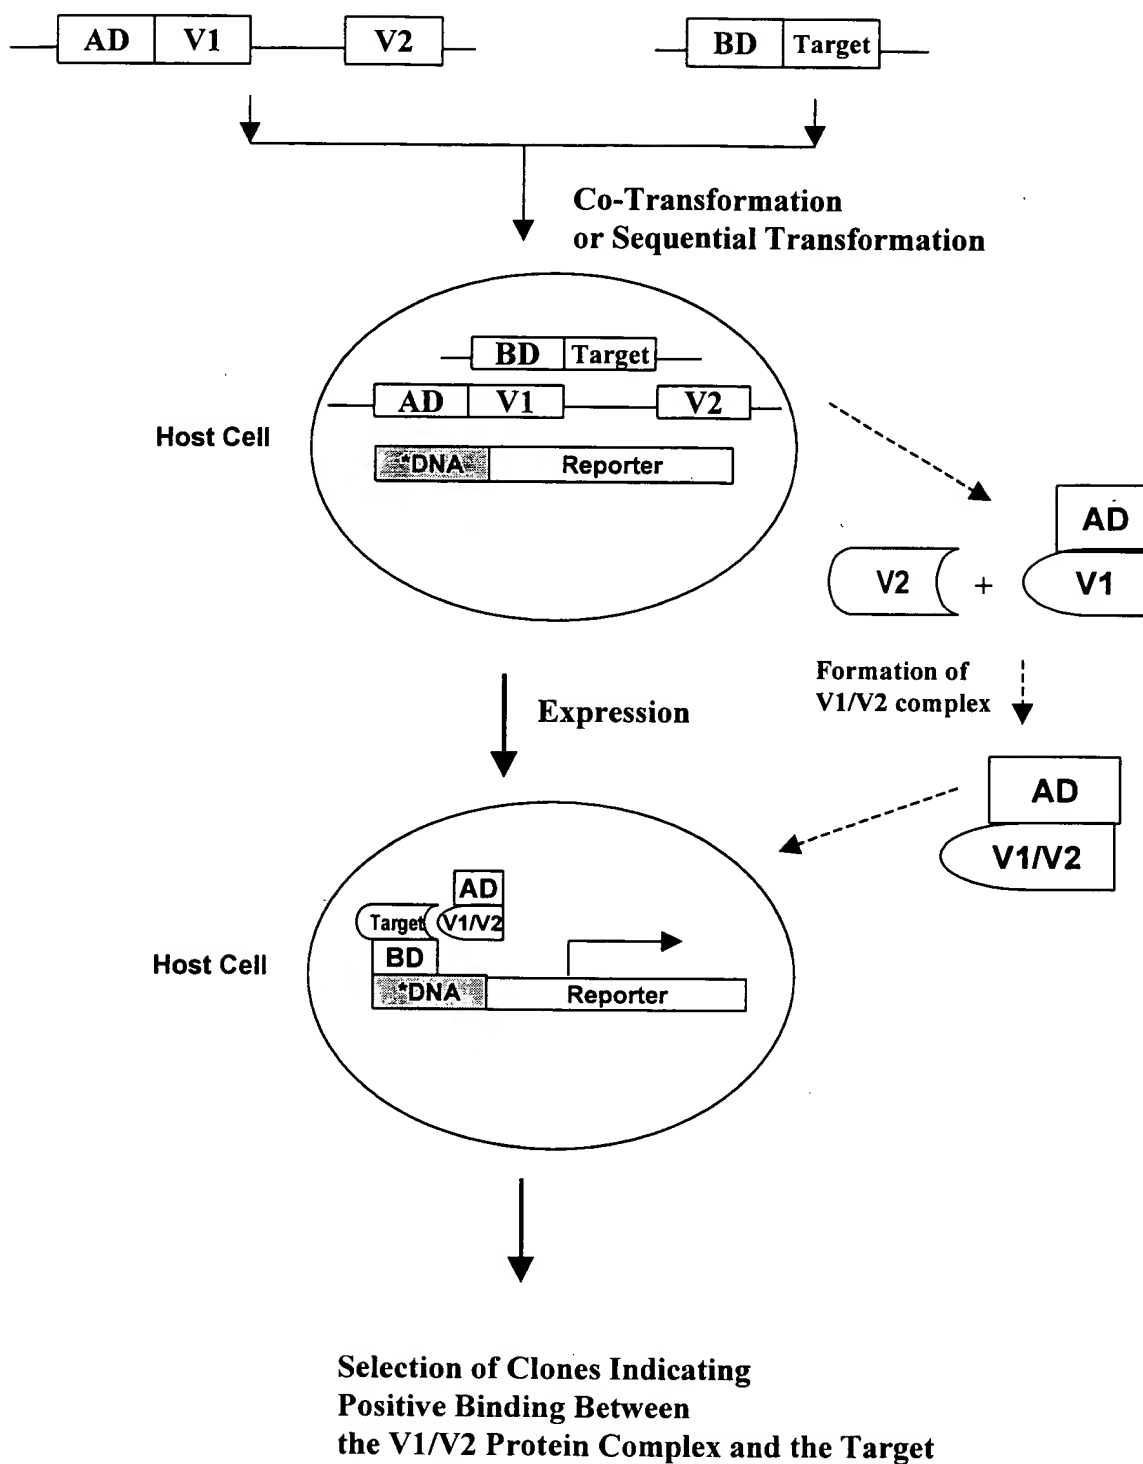 AD V1 V2 BD Target
Co-Transformation
or Sequential Transformation
BD Target
AD V1 V2
Host Cell
*DNA Reporter
AD
V2 + V1
Formation of
V1/V2 complex
Expression
AD
V1/V2
AD
Target V1/V2
BD
Host Cell
*DNA Reporter
Selection of Clones Indicating
Positive Binding Between
the V1/V2 Protein Complex and the Target